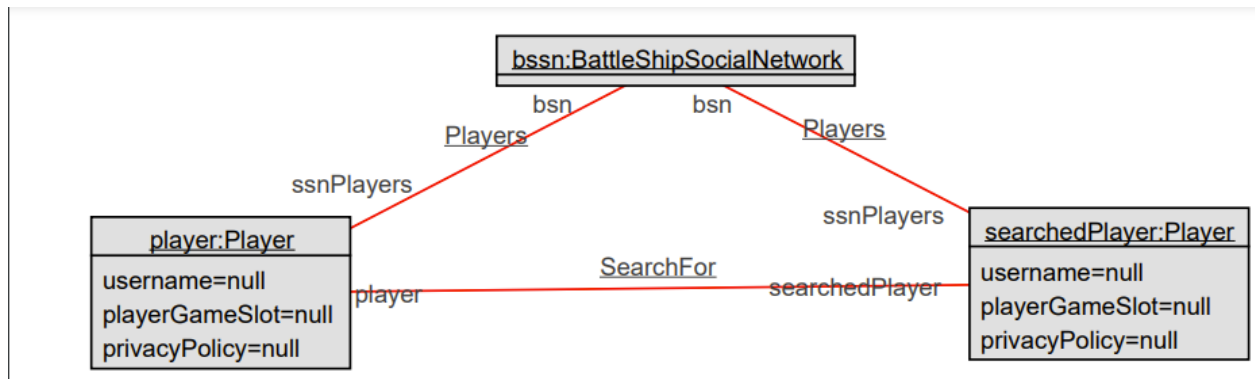 bssn:BattleShipSocialNetwork
bsn
bsn
Players
Players
ssnPlayers
ssnPlayers
player:Player
username=null
playerGameSlot=null
privacyPolicy=null
SearchFor
player
searchedPlayer
searchedPlayer:Player
username=null
playerGameSlot=null
privacyPolicy=null